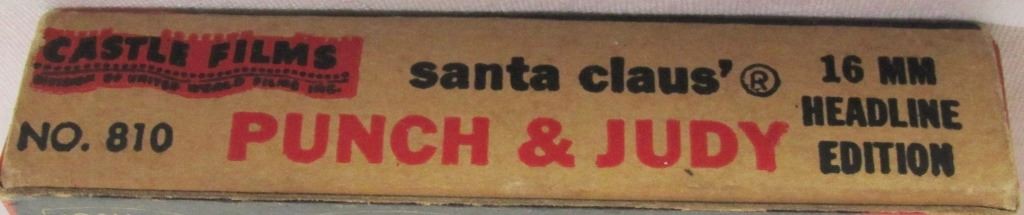 CASTLE FILMS
DIVISION OF UNITED WORLD FILMS INC.
NO. 810
santa claus'®
PUNCH & JUDY
16 MM
HEADLINE
EDITION